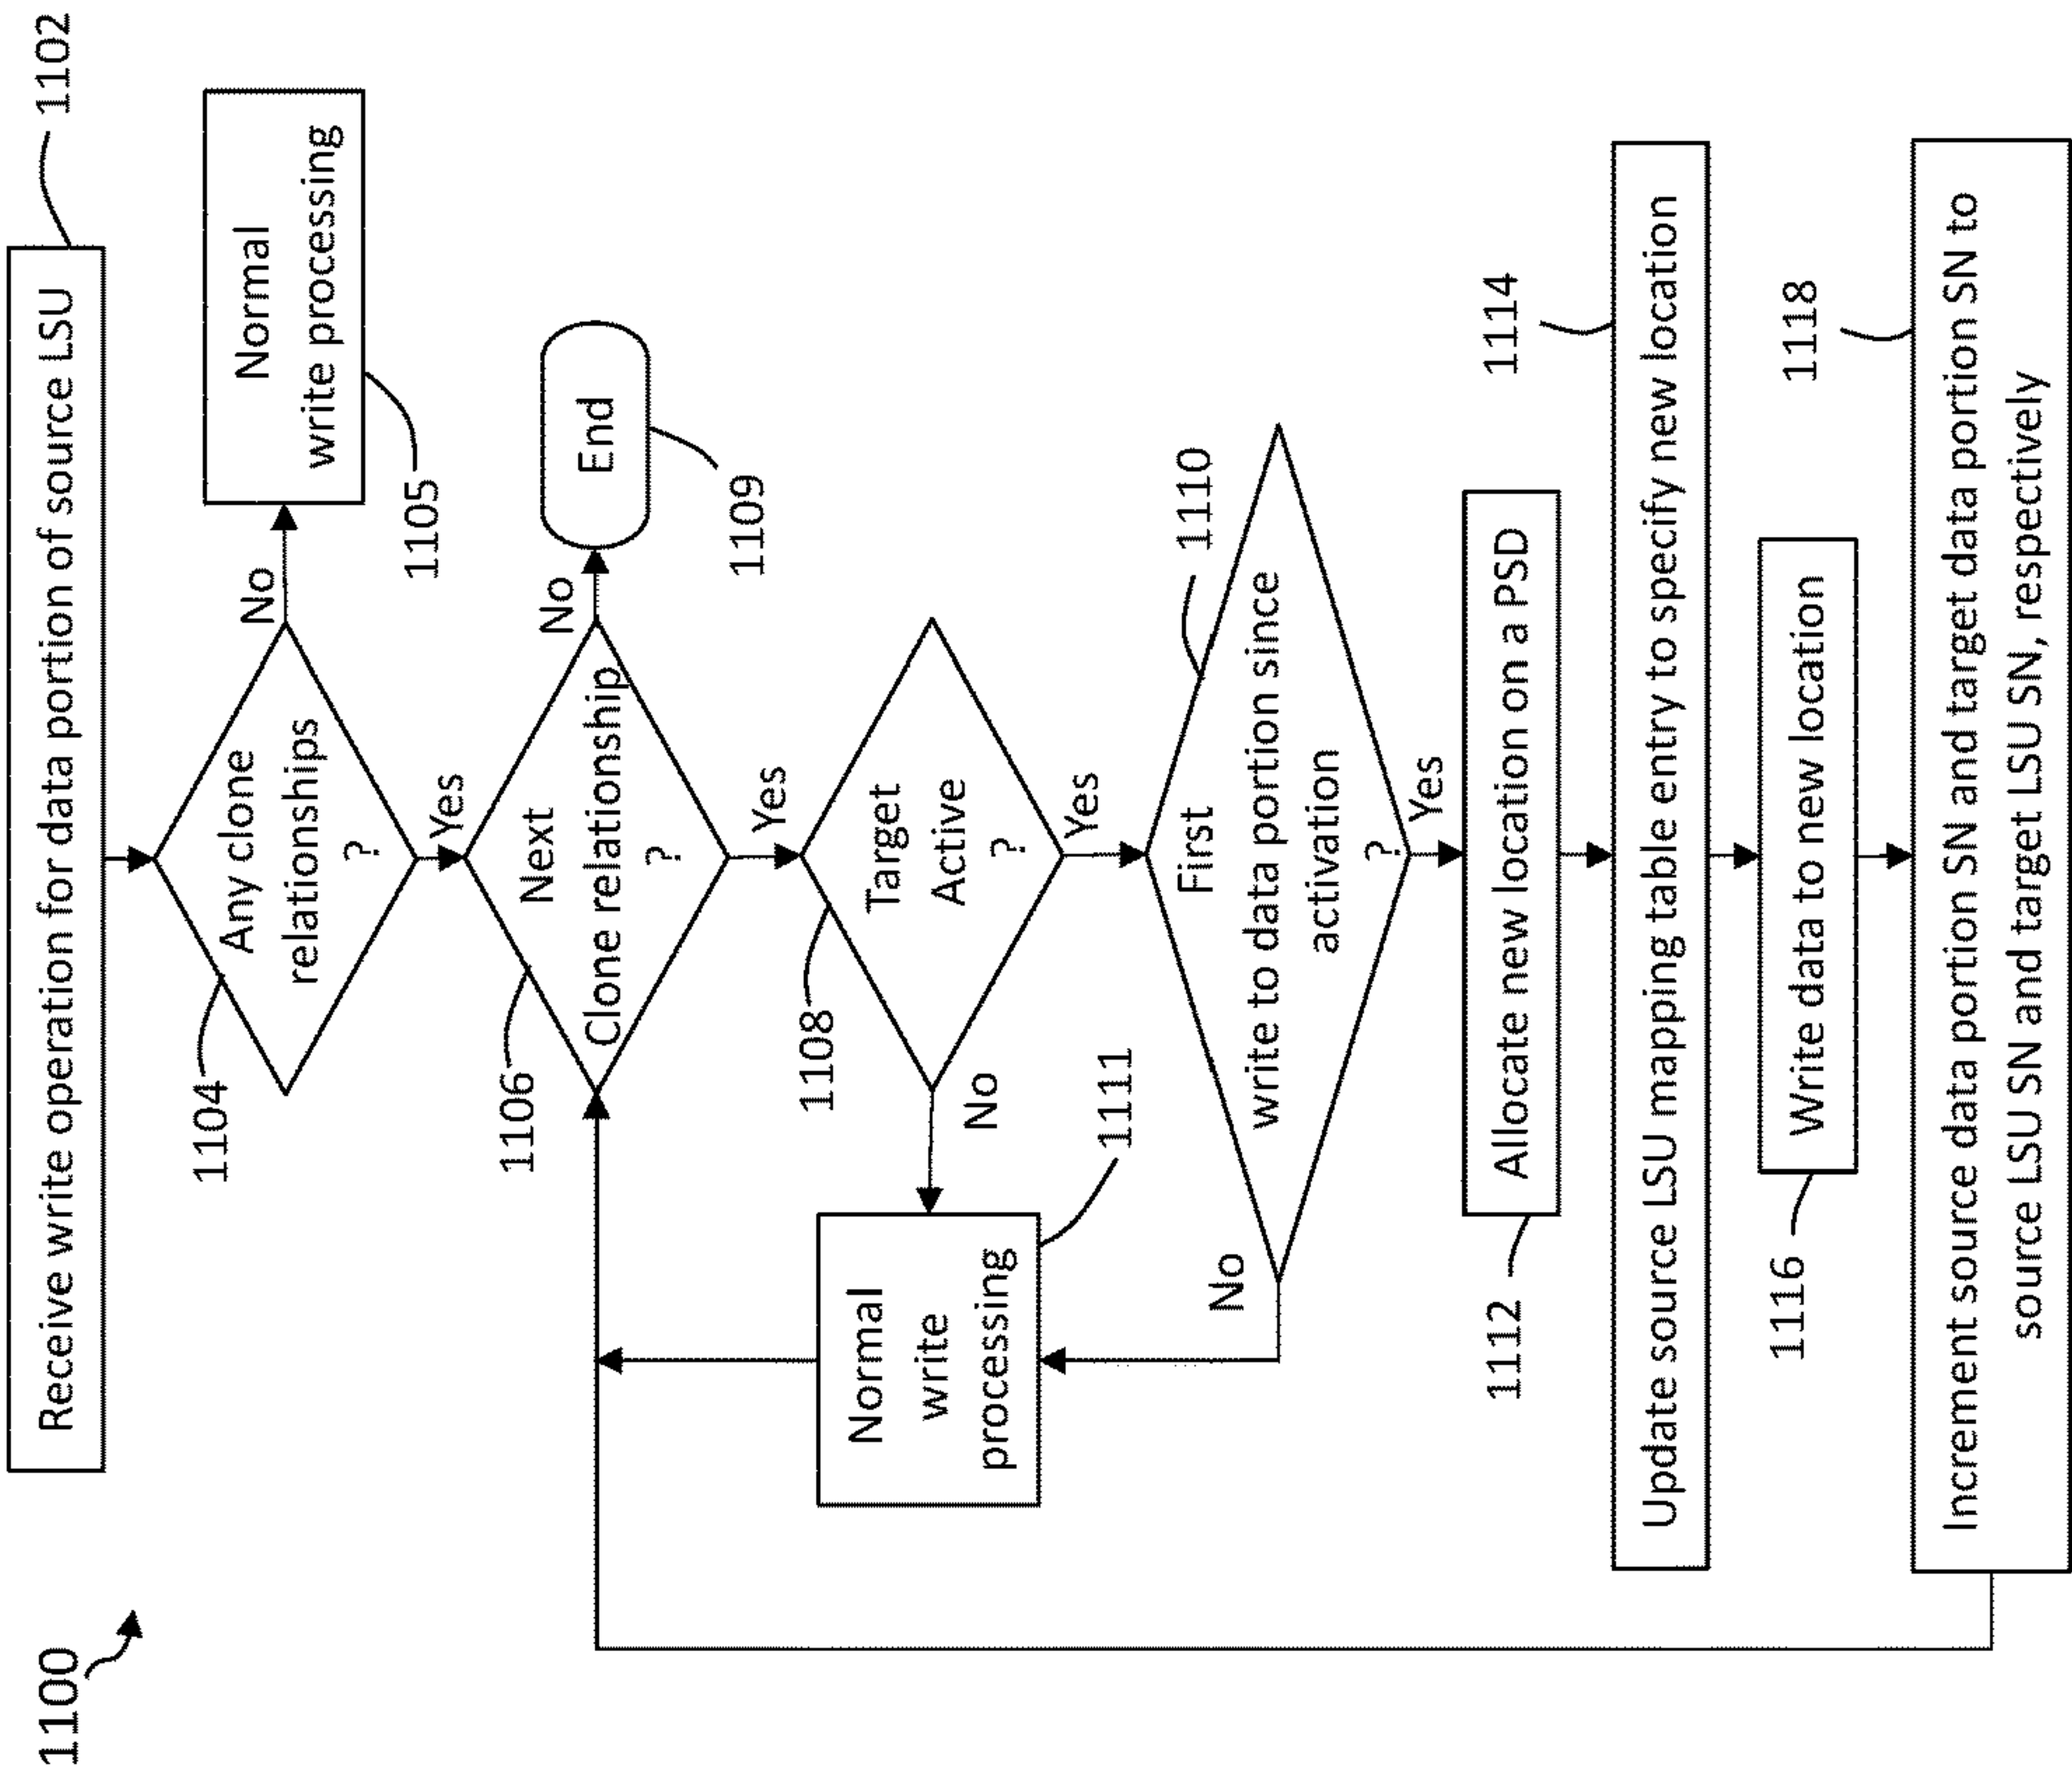 1100
Receive write operation for data portion of source LSU
1102
Any clone
relationships
?
1104
No
Normal
write processing
1105
Yes
Next
Clone relationship
?
1106
No
End
1109
Yes
Target
Active
?
1108
No
Normal
write
processing
1111
Yes
First
write to data portion since
activation
?
1110
No
Yes
Allocate new location on a PSD
1112
Update source LSU mapping table entry to specify new location
1114
Write data to new location
1116
Increment source data portion SN and target data portion SN to
source LSU SN and target LSU SN, respectively
1118